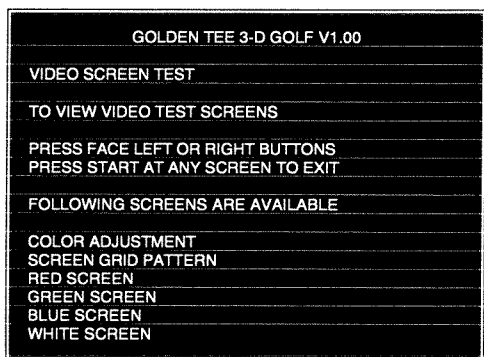 GOLDEN TEE 3-D GOLF V1.00
VIDEO SCREEN TEST
TO VIEW VIDEO TEST SCREENS
PRESS FACE LEFT OR RIGHT BUTTONS
PRESS START AT ANY SCREEN TO EXIT
FOLLOWING SCREENS ARE AVAILABLE
COLOR ADJUSTMENT
SCREEN GRID PATTERN
RED SCREEN
GREEN SCREEN
BLUE SCREEN
WHITE SCREEN